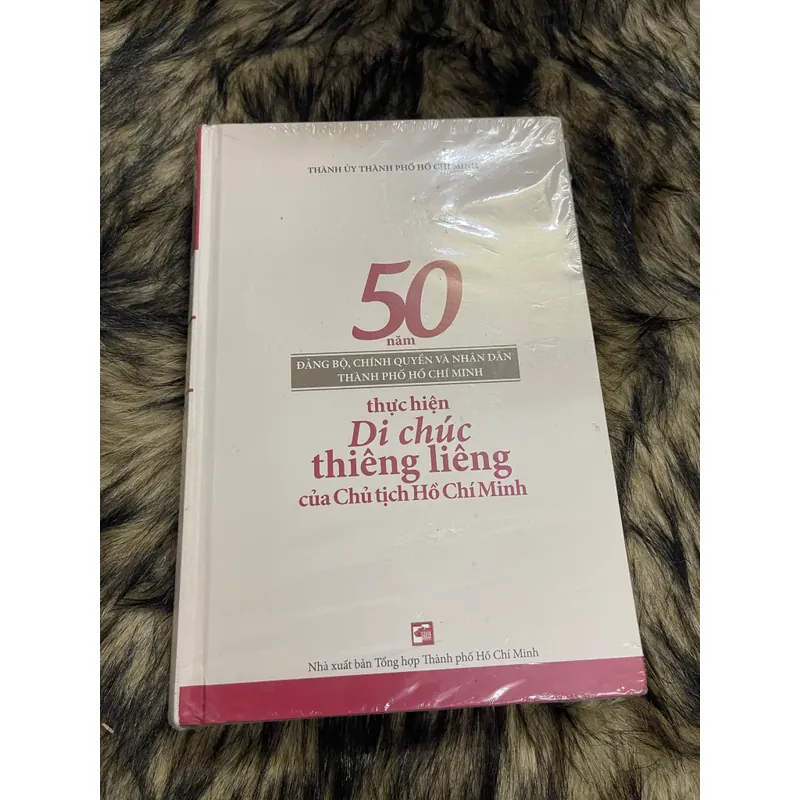 THÀNH ỦY THÀNH PHỐ HỒ CHÍ MINH
50
năm
ĐẢNG BỘ, CHÍNH QUYỀN VÀ NHÂN DÂN
THÀNH PHỐ HỒ CHÍ MINH
thực hiện
Di chúc
thiêng liêng
của Chủ tịch Hồ Chí Minh
Nhà xuất bản Tổng hợp Thành phố Hồ Chí Minh